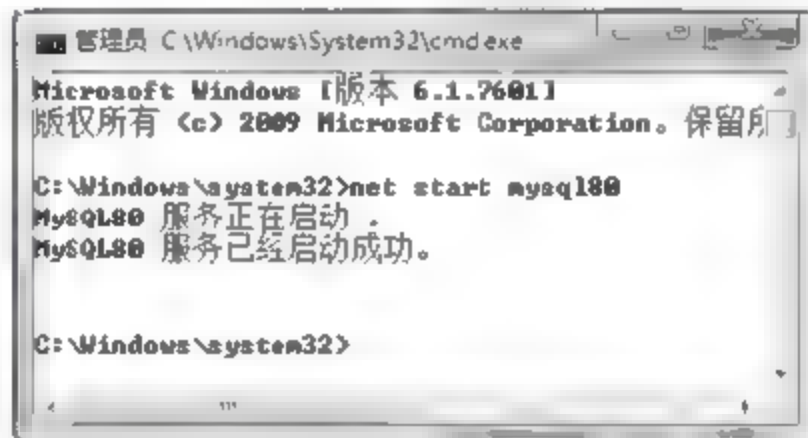 管理员 C:\Windows\System32\cmd.exe
Microsoft Windows [版本 6.1.7601]
版权所有 (c) 2009 Microsoft Corporation。保留所
C:\Windows\system32>net start mysql80
MySQL80 服务正在启动 .
MySQL80 服务已经启动成功。
C:\Windows\system32>